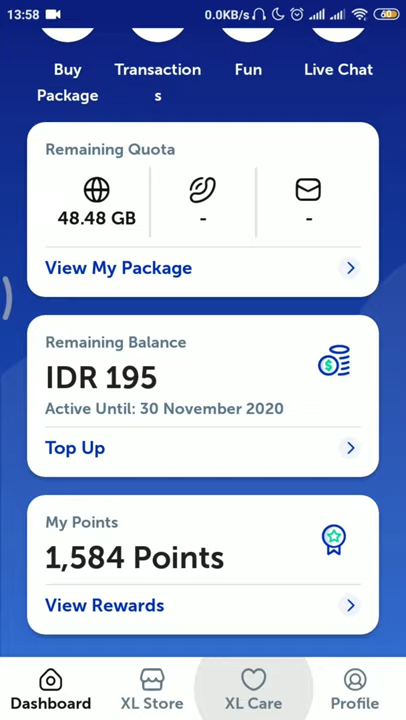 13:58 0.0KB/s 60
Buy Transaction Fun Live Chat
Package s
Remaining Quota
48.48 GB - -
View My Package
Remaining Balance
IDR 195
Active Until: 30 November 2020
Top Up
My Points
1,584 Points
View Rewards
Dashboard XL Store XL Care Profile